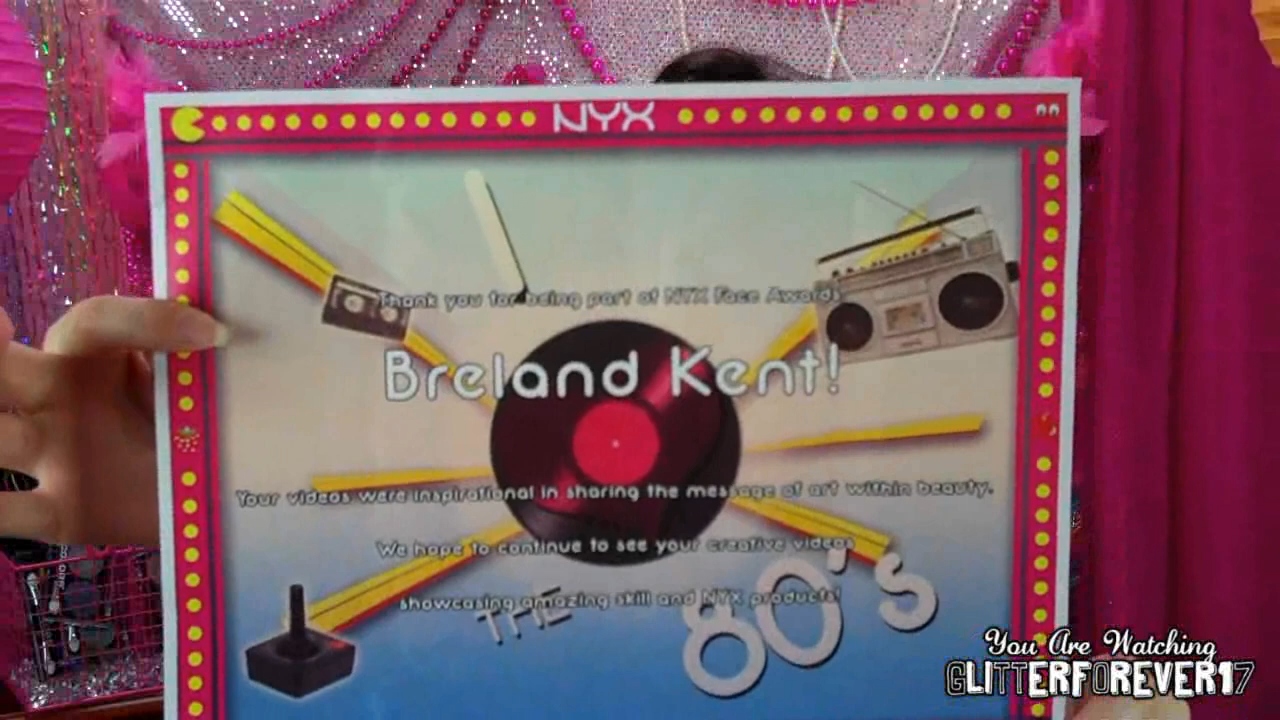 NYX
Thank you for being part of NYX Face Awards
Breland Kent!
Your videos were inspirational in sharing the message of art within beauty.
We hope to continue to see your creative videos
showcasing amazing skill and NYX products!
THE 80's
You Are Watching
GLITTERFOREVER17